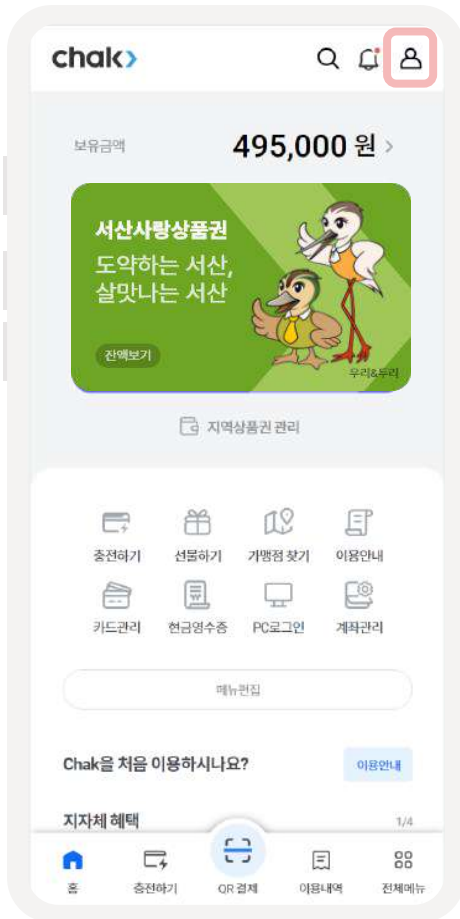 chak
보유금액 495,000 원
서산사랑상품권
도약하는 서산,
살맛나는 서산
잔액보기
우리&두리
지역상품권 관리
충전하기 선물하기 가맹점 찾기 이용안내
카드관리 현금영수증 PC로그인 계좌관리
메뉴편집
Chak을 처음 이용하시나요? 이용안내
지자체 혜택 1/4
홈 충전하기 QR 결제 이용내역 전체메뉴